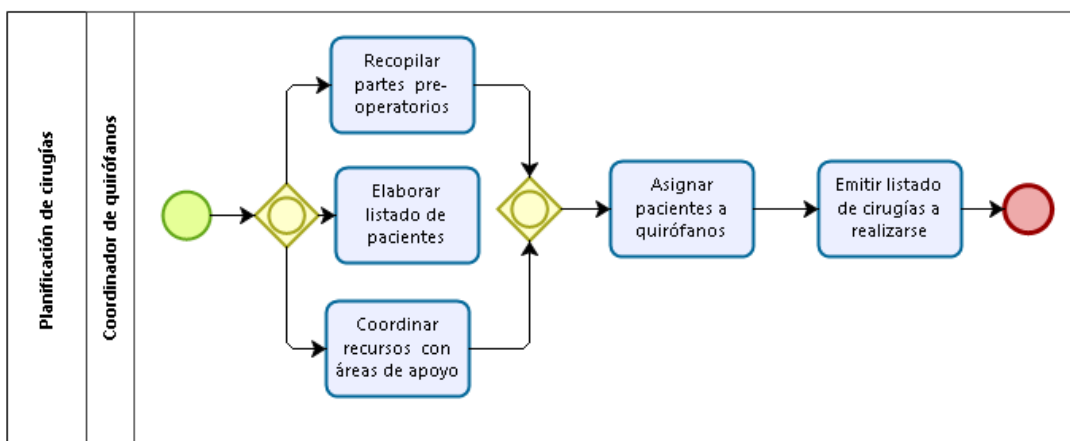 Planificación de cirugías
Coordinador de quirófanos
Recopilar
partes pre-
operatorios
Elaborar
listado de
pacientes
Coordinar
recursos con
áreas de apoyo
Asignar
pacientes a
quirófanos
Emitir listado
de cirugías a
realizarse